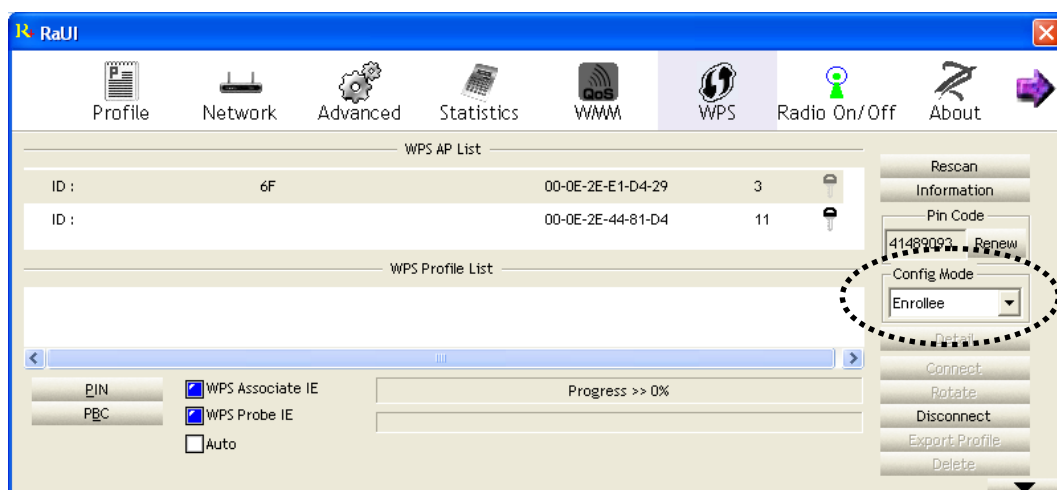 RaUI
Profile Network Advanced Statistics QoS WMM WPS Radio On/Off About
WPS AP List
ID : 6F 00-0E-2E-E1-D4-29 3
ID : 00-0E-2E-44-81-D4 11
WPS Profile List
PIN
PBC
WPS Associate IE
WPS Probe IE
Auto
Progress >> 0%
Rescan
Information
Pin Code
41489093 Renew
Config Mode
Enrollee
Detail
Connect
Rotate
Disconnect
Export Profile
Delete